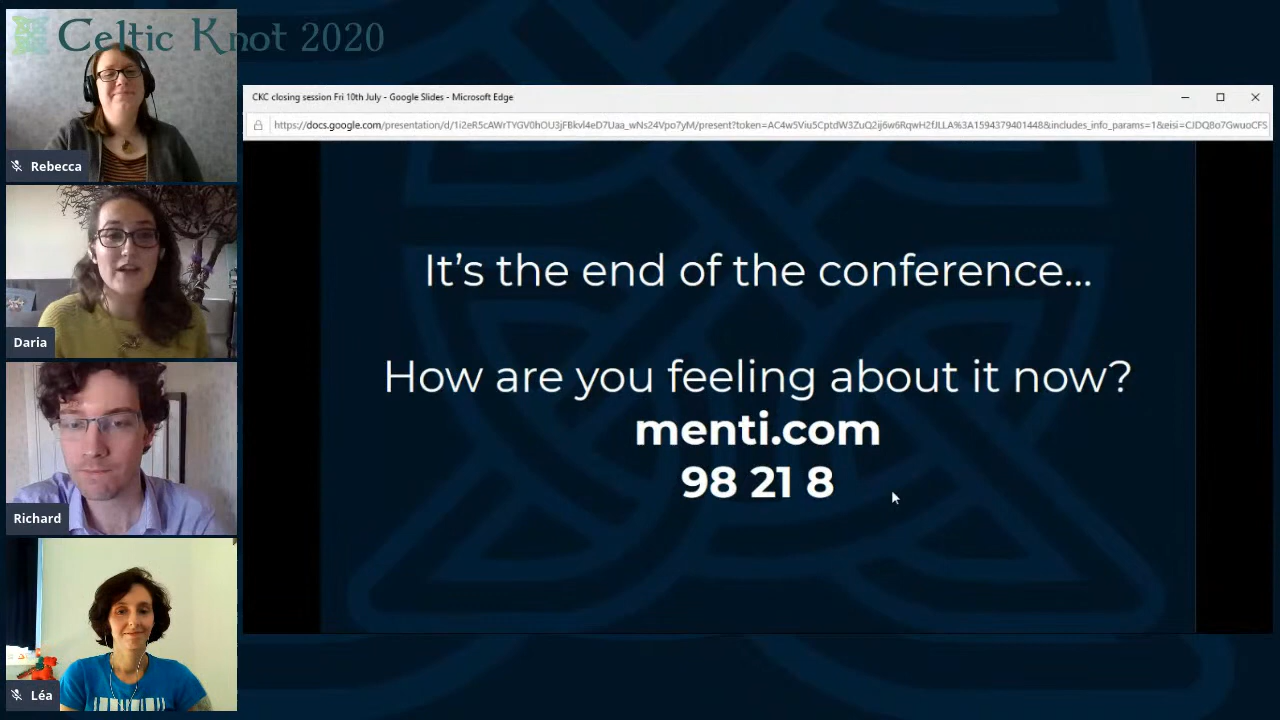 Celtic Knot 2020
Rebecca
Daria
Richard
Léa
CKC closing session Fri 10th July - Google Slides - Microsoft Edge
It's the end of the conference...
How are you feeling about it now?
menti.com
98 21 8